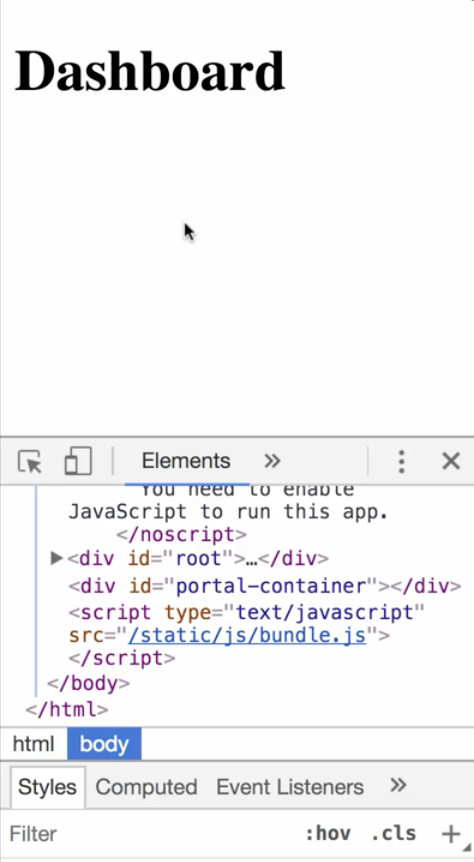 Dashboard
Elements »
You need to enable
JavaScript to run this app.
</noscript>
▶<div id="root">…</div>
<div id="portal-container"></div>
<script type="text/javascript"
src="/static/js/bundle.js">
</script>
</body>
</html>
html body
Styles Computed Event Listeners »
Filter :hov .cls +